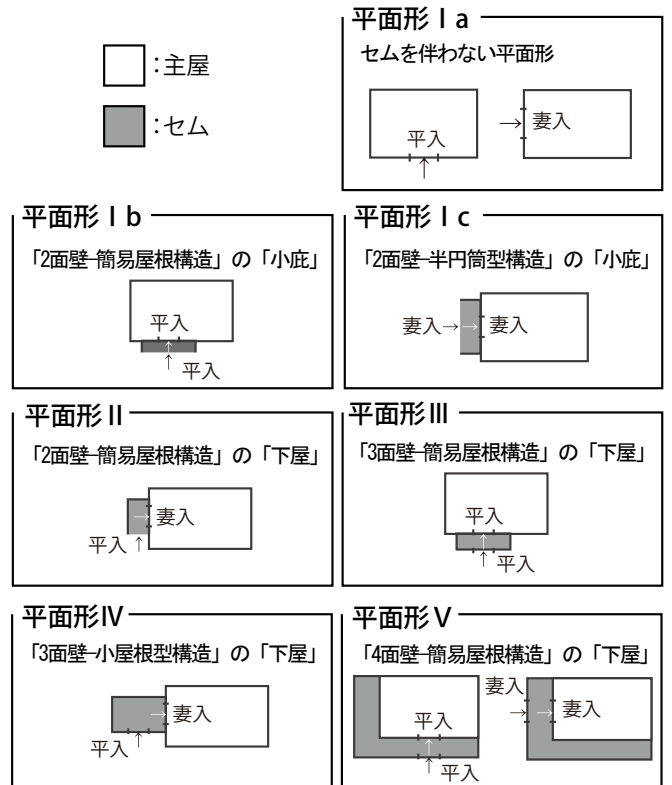 :主屋
:セム
平面形Ⅰa
セムを伴わない平面形
平入
↑
→
妻入
平面形Ⅰb
「2面壁-簡易屋根構造」の「小庇」
平入
↑
↑
平入
平面形Ⅰc
「2面壁-半円筒型構造」の「小庇」
妻入→→妻入
平面形Ⅱ
「2面壁-簡易屋根構造」の「下屋」
→妻入
平入↑
平面形Ⅲ
「3面壁-簡易屋根構造」の「下屋」
平入
↑
↑平入
平面形Ⅳ
「3面壁-小屋根型構造」の「下屋」
→妻入
平入↑
平面形Ⅴ
「4面壁-簡易屋根構造」の「下屋」
平入
↑
↑平入
妻入
→→妻入